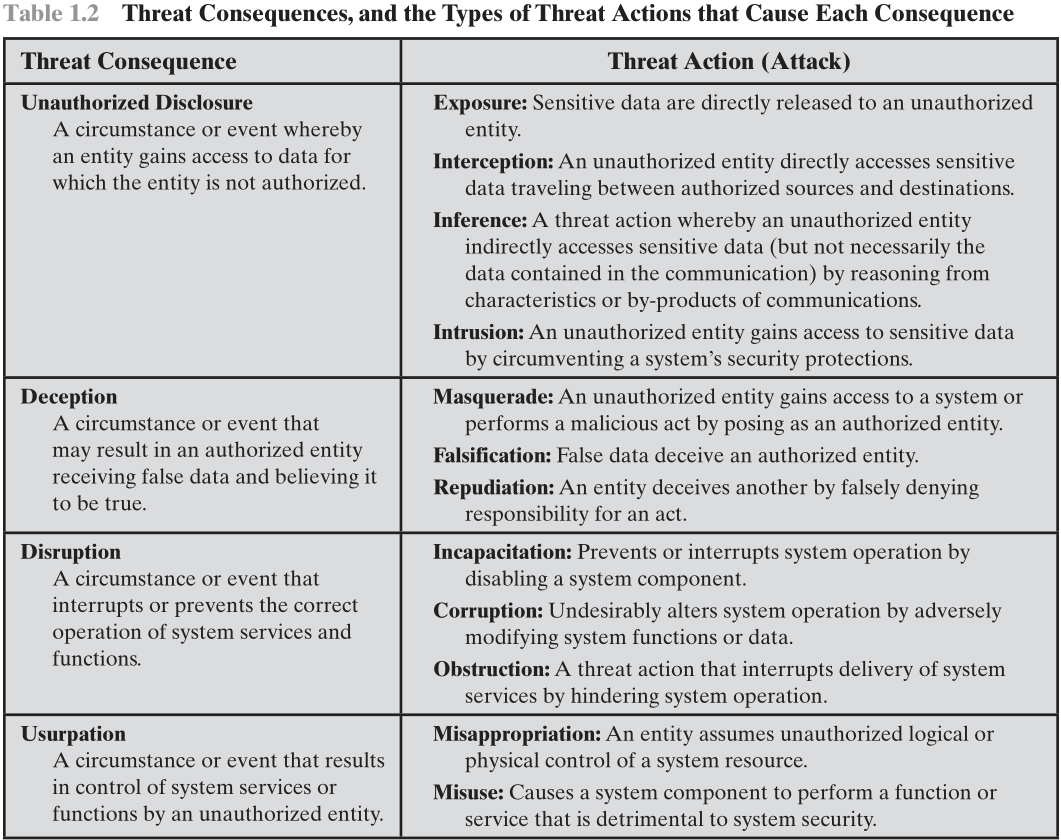 Table 1.2 Threat Consequences, and the Types of Threat Actions that Cause Each Consequence
Threat Consequence
Threat Action (Attack)
Unauthorized Disclosure
A circumstance or event whereby
an entity gains access to data for
which the entity is not authorized.
Exposure: Sensitive data are directly released to an unauthorized
entity.
Interception: An unauthorized entity directly accesses sensitive
data traveling between authorized sources and destinations.
Inference: A threat action whereby an unauthorized entity
indirectly accesses sensitive data (but not necessarily the
data contained in the communication) by reasoning from
characteristics or by-products of communications.
Intrusion: An unauthorized entity gains access to sensitive data
by circumventing a system's security protections.
Deception
A circumstance or event that
may result in an authorized entity
receiving false data and believing it
to be true.
Masquerade: An unauthorized entity gains access to a system or
performs a malicious act by posing as an authorized entity.
Falsification: False data deceive an authorized entity.
Repudiation: An entity deceives another by falsely denying
responsibility for an act.
Disruption
A circumstance or event that
interrupts or prevents the correct
operation of system services and
functions.
Incapacitation: Prevents or interrupts system operation by
disabling a system component.
Corruption: Undesirably alters system operation by adversely
modifying system functions or data.
Obstruction: A threat action that interrupts delivery of system
services by hindering system operation.
Usurpation
A circumstance or event that results
in control of system services or
functions by an unauthorized entity.
Misappropriation: An entity assumes unauthorized logical or
physical control of a system resource.
Misuse: Causes a system component to perform a function or
service that is detrimental to system security.